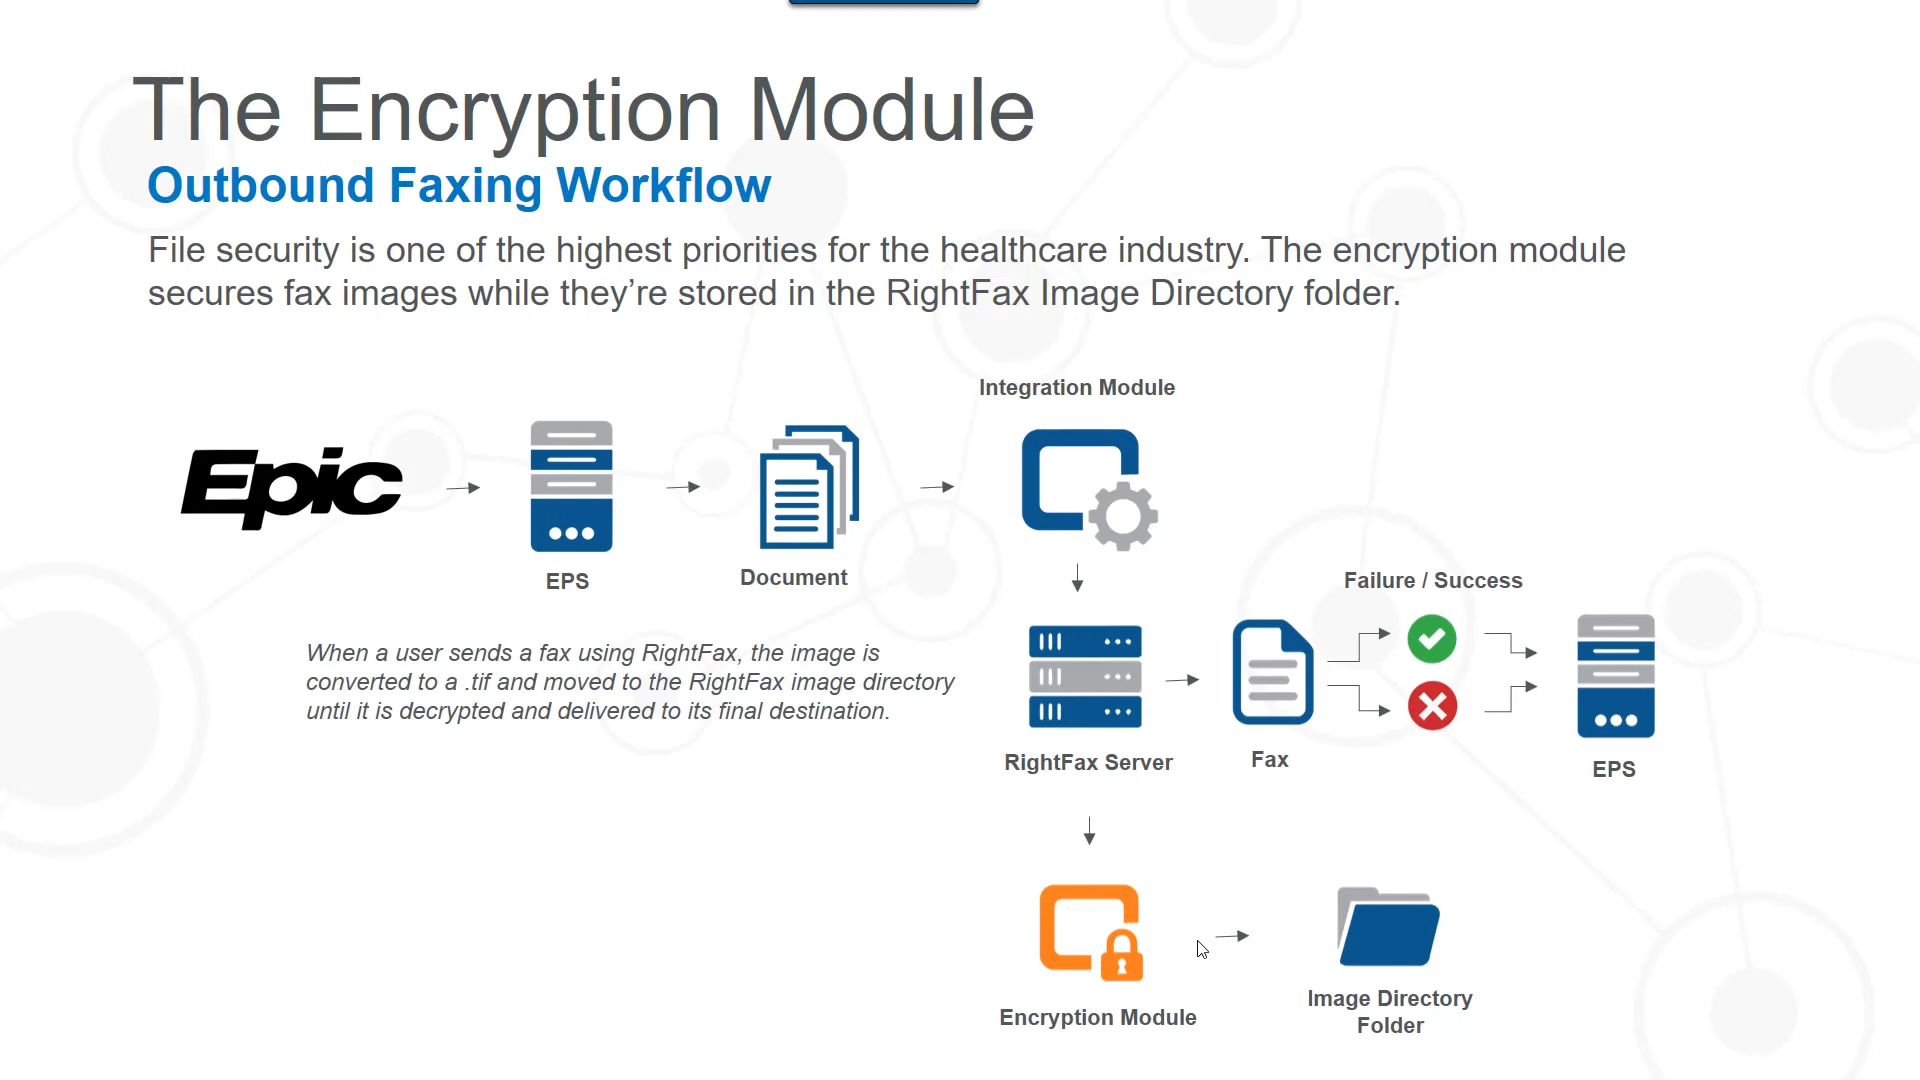 The Encryption Module
Outbound Faxing Workflow
File security is one of the highest priorities for the healthcare industry. The encryption module
secures fax images while they’re stored in the RightFax Image Directory folder.
Integration Module
Epic
EPS
Document
Failure / Success
When a user sends a fax using RightFax, the image is
converted to a .tif and moved to the RightFax image directory
until it is decrypted and delivered to its final destination.
RightFax Server
Fax
EPS
Encryption Module
Image Directory
Folder